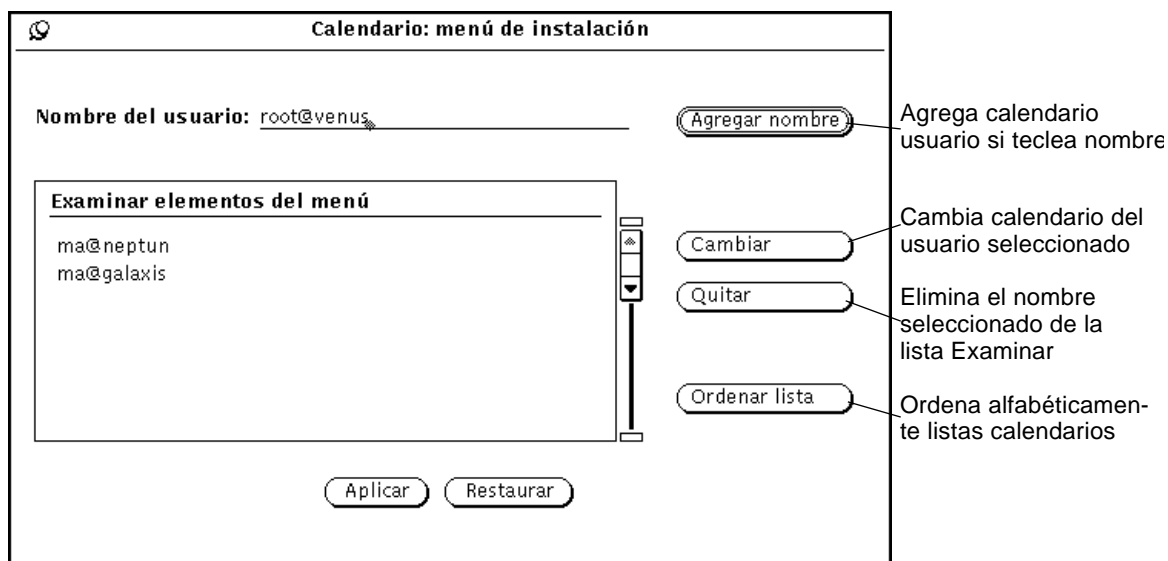 Calendario: menú de instalación
Nombre del usuario: root@venus
Agregar nombre
Agrega calendario
usuario si teclea nombre
Examinar elementos del menú
ma@neptun
ma@galaxis
Cambiar
Cambia calendario del
usuario seleccionado
Quitar
Elimina el nombre
seleccionado de la
lista Examinar
Ordenar lista
Ordena alfabéticamen-
te listas calendarios
Aplicar
Restaurar